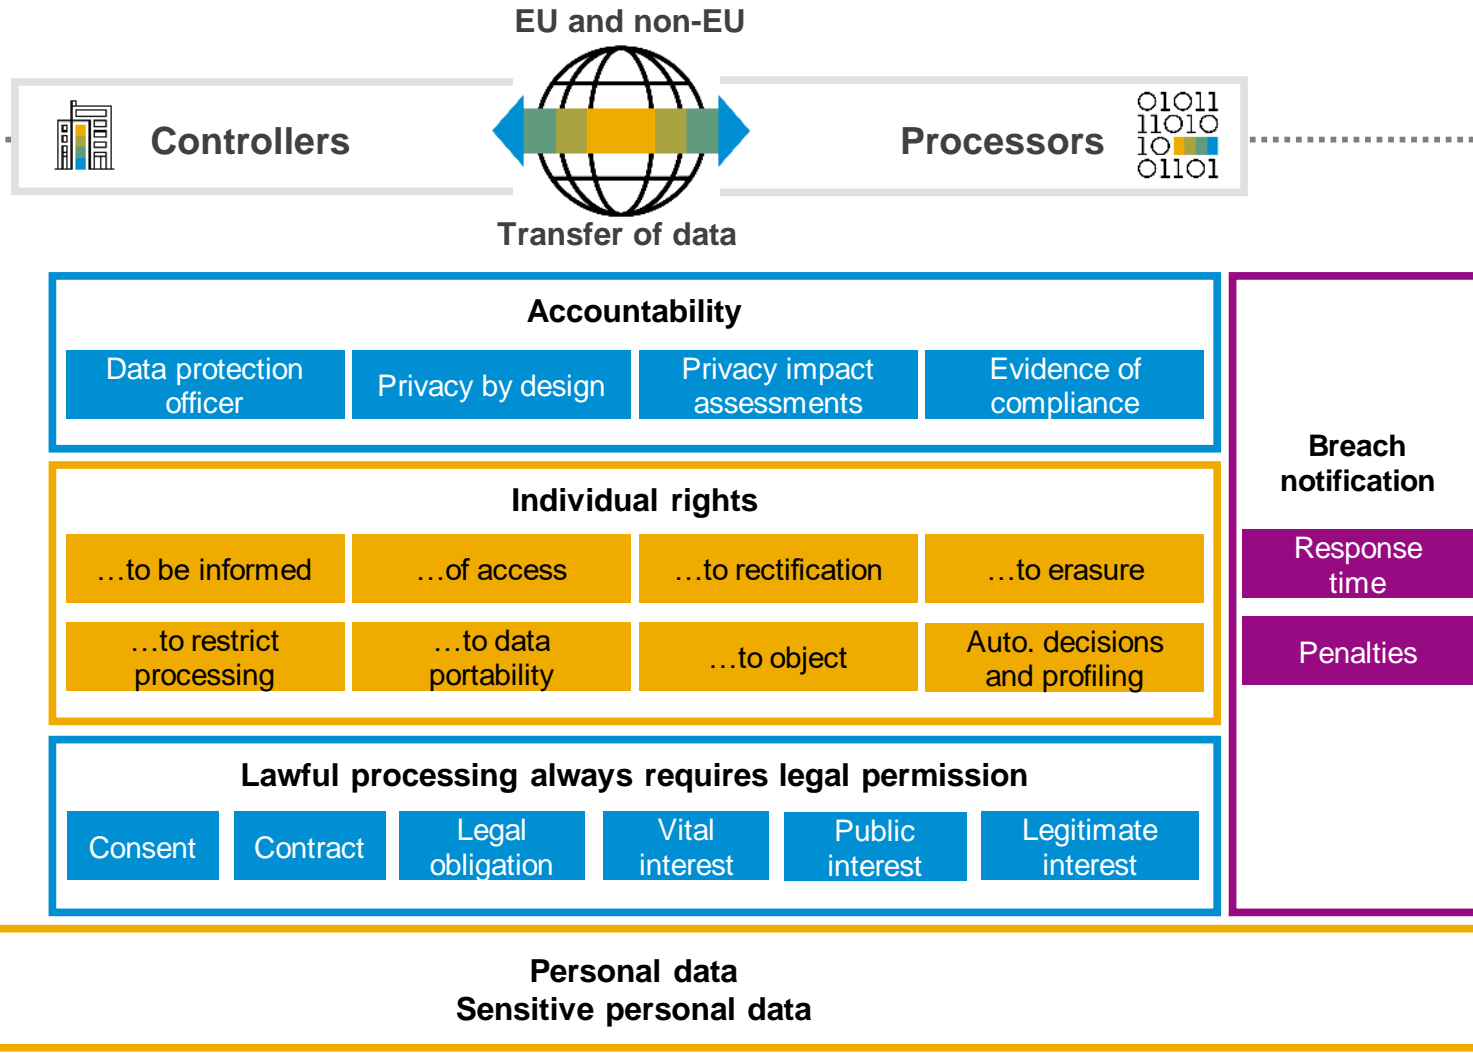 EU and non-EU
Controllers
Processors
01011
11010
10
01101
Transfer of data
Accountability
Data protection
officer
Privacy by design
Privacy impact
assessments
Evidence of
compliance
Individual rights
…to be informed
…of access
…to rectification
…to erasure
…to restrict
processing
…to data
portability
…to object
Auto. decisions
and profiling
Lawful processing always requires legal permission
Consent
Contract
Legal
obligation
Vital
interest
Public
interest
Legitimate
interest
Breach
notification
Response
time
Penalties
Personal data
Sensitive personal data